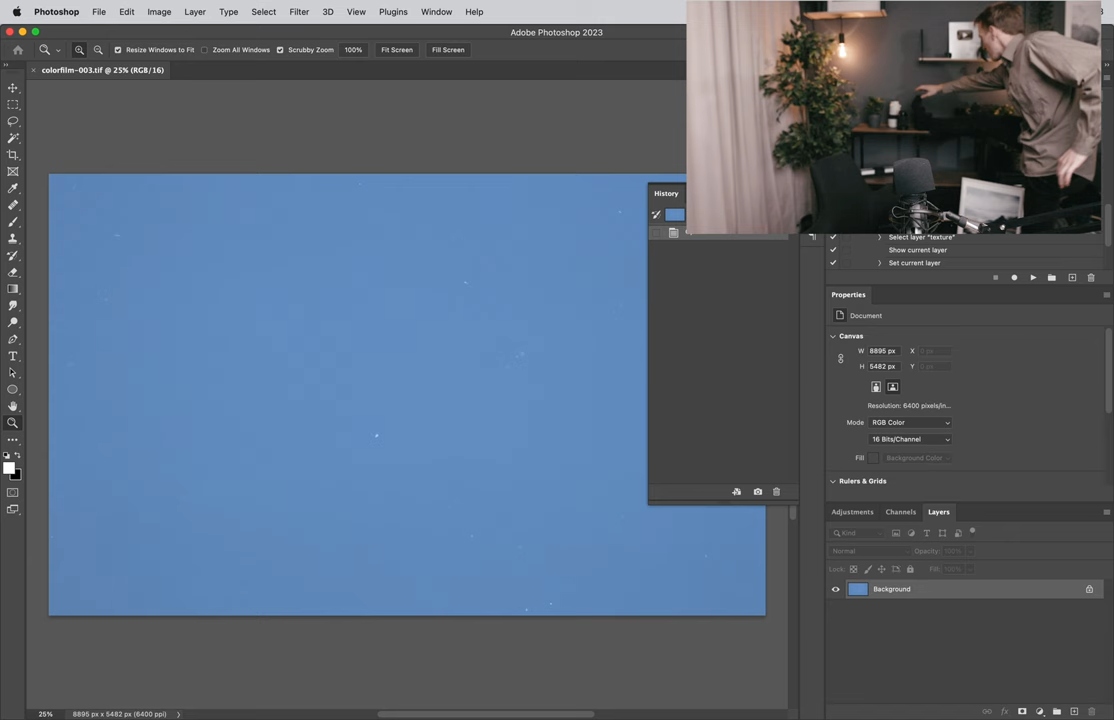 Photoshop File Edit Image Layer Type Select Filter 3D View Plugins Window Help
Adobe Photoshop 2023
Resize Windows to Fit Zoom All Windows Scrubby Zoom 100% Fit Screen Fill Screen
colorfilm-003.tif @ 25% (RGB/16)
History
Select layer "texture"
Show current layer
Set current layer
Properties
Document
Canvas
W 8895 px X 0 px
H 5482 px Y 0 px
Resolution: 6400 pixels/in...
Mode RGB Color
16 Bits/Channel
Fill Background Color
Rulers & Grids
Adjustments Channels Layers
Kind
Normal Opacity: 100%
Lock: Fill: 100%
Background
25% 8895 px x 5482 px (6400 ppi)